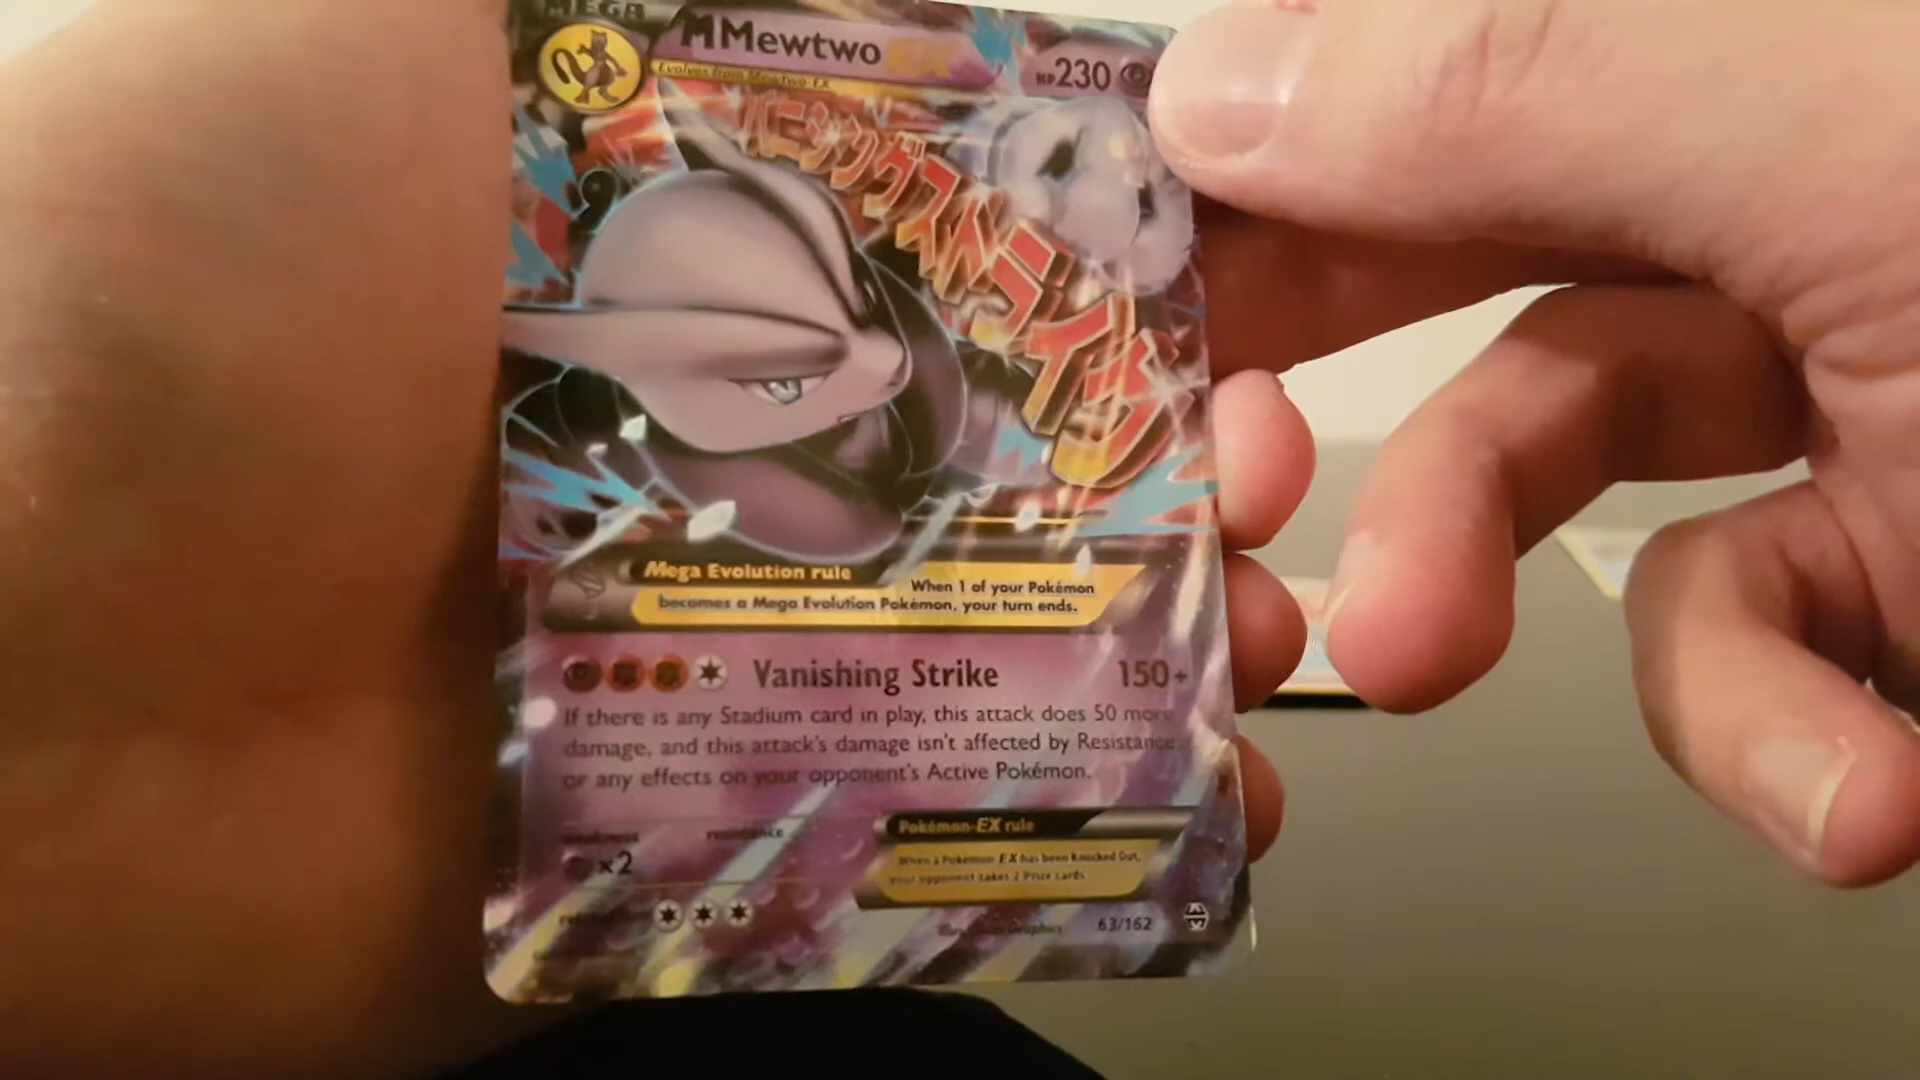 MEGA
MMewtwo EX
HP230
Evolves from Mewtwo-EX
バニシングストライク
Mega Evolution rule
When 1 of your Pokémon
becomes a Mega Evolution Pokémon, your turn ends.
Vanishing Strike 150+
If there is any Stadium card in play, this attack does 50 more
damage, and this attack's damage isn't affected by Resistance
or any effects on your opponent's Active Pokémon.
weakness resistance
×2
Pokémon-EX rule
When a Pokémon-EX has been Knocked Out,
your opponent takes 2 Prize cards.
Graphics
63/162